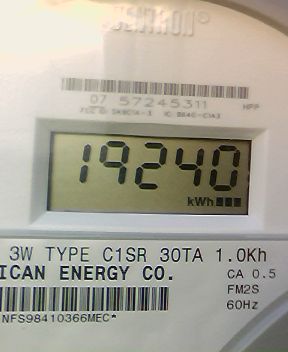 07 57245311 HPP
19240
kWh
3W TYPE C1SR 30TA 1.0Kh
ICAN ENERGY CO.
CA 0.5
FM2S
60Hz
NFS98410366MEC*